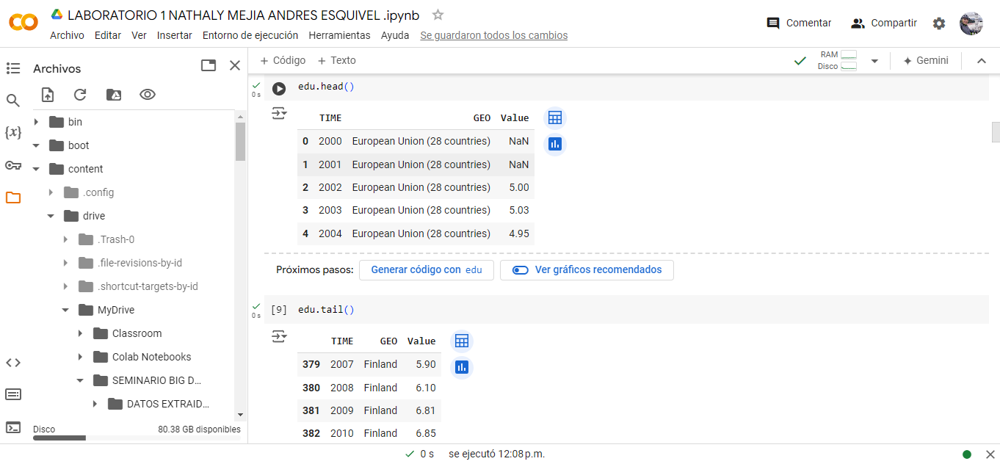 LABORATORIO 1 NATHALY MEJIA ANDRES ESQUIVEL .ipynb
Archivo Editar Ver Insertar Entorno de ejecución Herramientas Ayuda Se guardaron todos los cambios
Comentar Compartir
Archivos
+ Código + Texto
RAM
Disco
Gemini
bin
boot
content
.config
drive
.Trash-0
.file-revisions-by-id
.shortcut-targets-by-id
MyDrive
Classroom
Colab Notebooks
SEMINARIO BIG D...
DATOS EXTRAID...
Disco 80.38 GB disponibles
{x}
0 s
edu.head()
TIME GEO Value
0 2000 European Union (28 countries) NaN
1 2001 European Union (28 countries) NaN
2 2002 European Union (28 countries) 5.00
3 2003 European Union (28 countries) 5.03
4 2004 European Union (28 countries) 4.95
Próximos pasos: Generar código con edu Ver gráficos recomendados
0 s
[9] edu.tail()
TIME GEO Value
379 2007 Finland 5.90
380 2008 Finland 6.10
381 2009 Finland 6.81
382 2010 Finland 6.85
0 s se ejecutó 12:08 p.m.